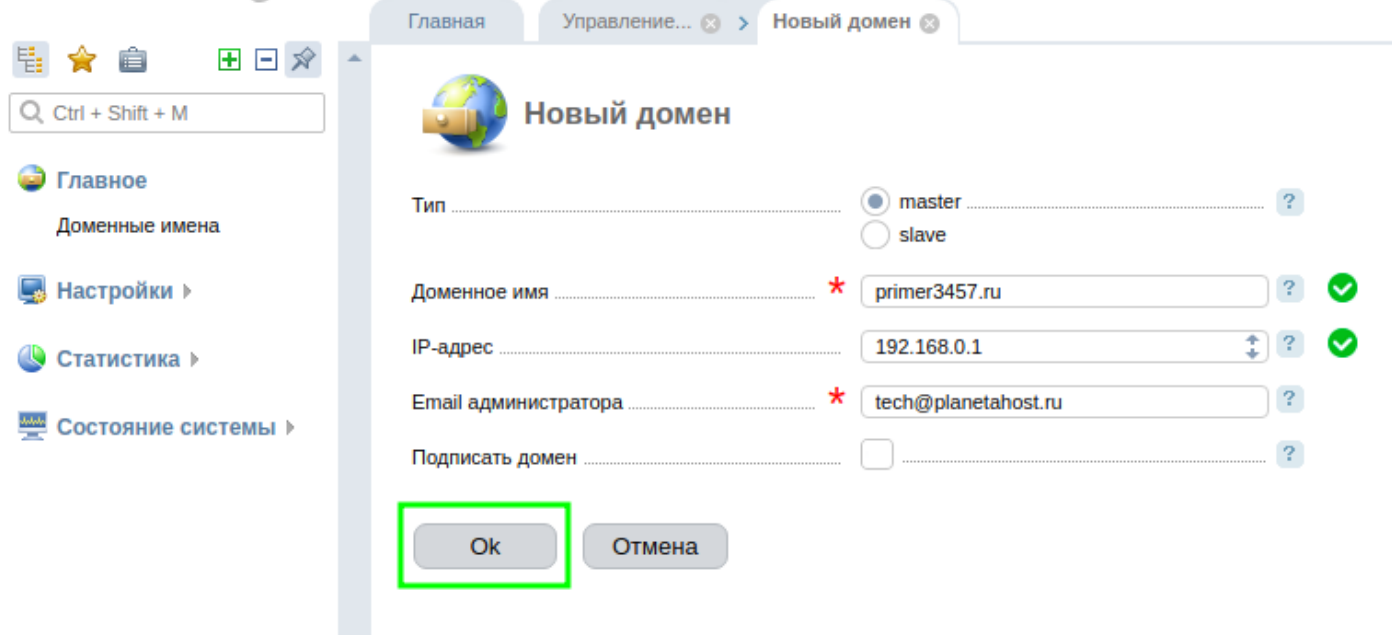 Главная
Управление...
Новый домен
Ctrl + Shift + M
Главное
Доменные имена
Настройки
Статистика
Состояние системы
Новый домен
Тип
master
?
slave
Доменное имя * primer3457.ru ?
IP-адрес 192.168.0.1 ?
Email администратора * tech@planetahost.ru ?
Подписать домен ?
Ok
Отмена